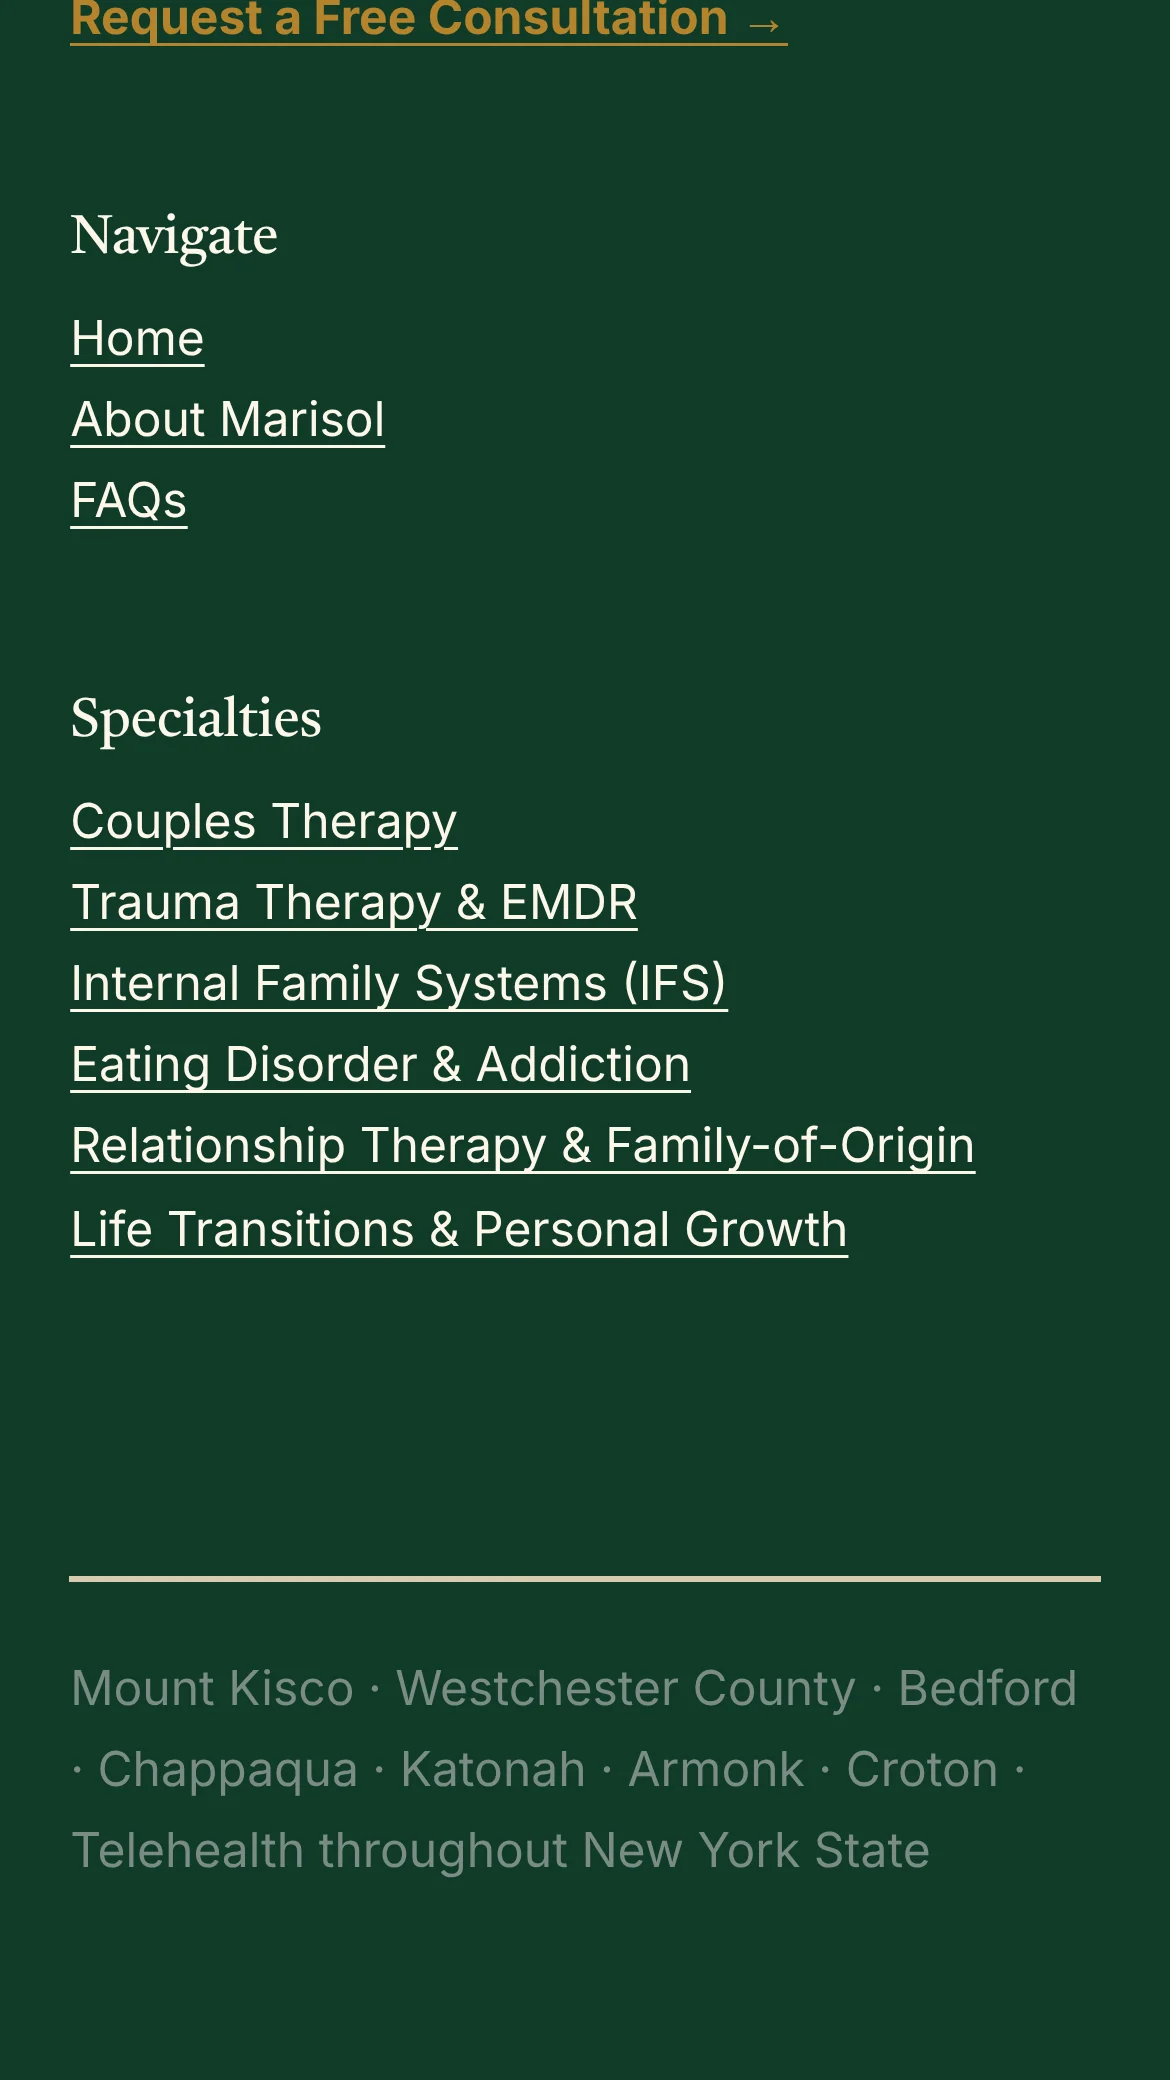 Request a Free Consultation →
Navigate
Home
About Marisol
FAQs
Specialties
Couples Therapy
Trauma Therapy & EMDR
Internal Family Systems (IFS)
Eating Disorder & Addiction
Relationship Therapy & Family-of-Origin
Life Transitions & Personal Growth
Mount Kisco · Westchester County · Bedford
· Chappaqua · Katonah · Armonk · Croton ·
Telehealth throughout New York State